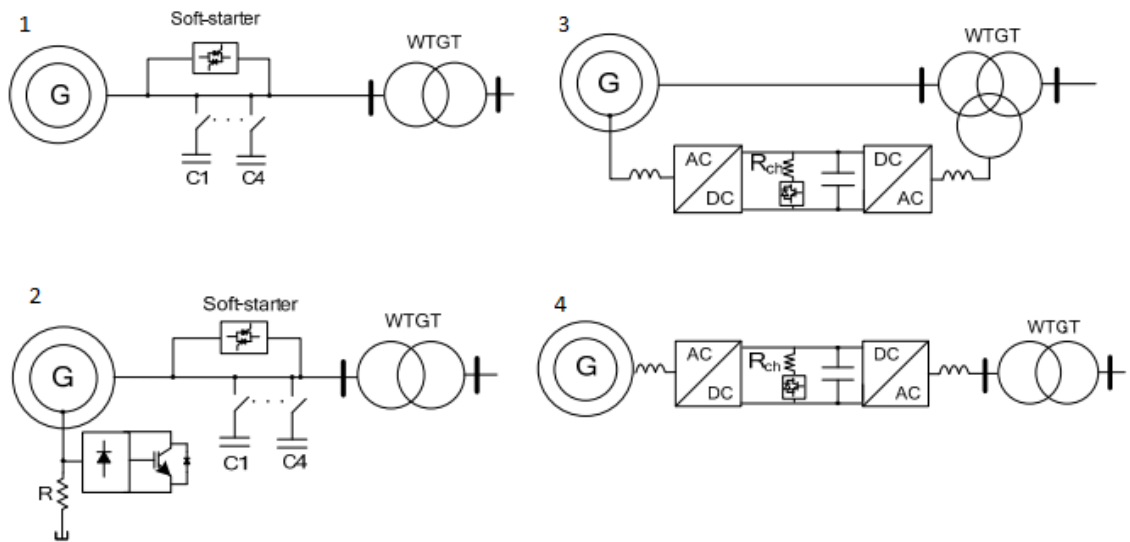 1
Soft-starter
G
WTGT
C1
C4
3
G
WTGT
AC
DC
Rch
DC
AC
2
Soft-starter
G
WTGT
C1
C4
R
4
G
AC
DC
Rch
DC
AC
WTGT